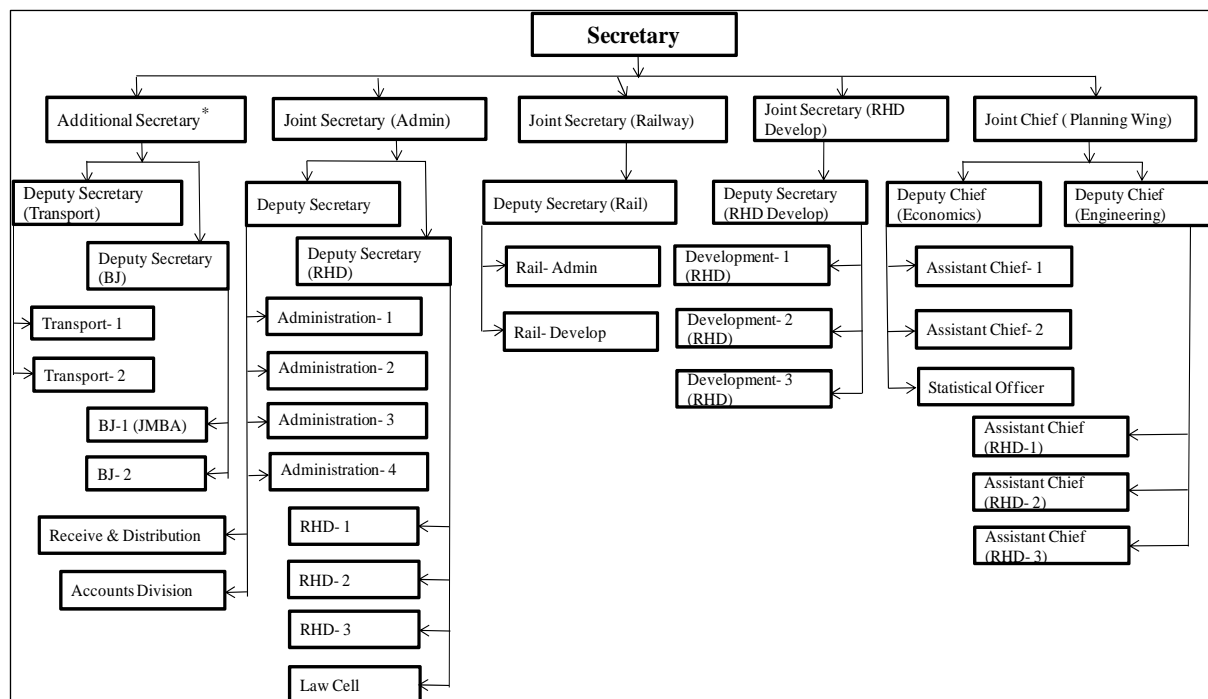 Secretary
Additional Secretary*
Joint Secretary (Admin)
Joint Secretary (Railway)
Joint Secretary (RHD
Develop)
Joint Chief ( Planning Wing)
Deputy Secretary
(Transport)
Deputy Secretary
Deputy Secretary (Rail)
Deputy Secretary
(RHD Develop)
Deputy Chief
(Economics)
Deputy Chief
(Engineering)
Deputy Secretary
(BJ)
Deputy Secretary
(RHD)
Rail- Admin
Development- 1
(RHD)
Assistant Chief- 1
Transport- 1
Administration- 1
Rail- Develop
Development- 2
(RHD)
Assistant Chief- 2
Transport- 2
Administration- 2
Development- 3
(RHD)
Statistical Officer
BJ-1 (JMBA)
Administration- 3
Assistant Chief
(RHD-1)
BJ- 2
Administration- 4
Assistant Chief
(RHD- 2)
Receive & Distribution
RHD- 1
Assistant Chief
(RHD- 3)
Accounts Division
RHD- 2
RHD- 3
Law Cell